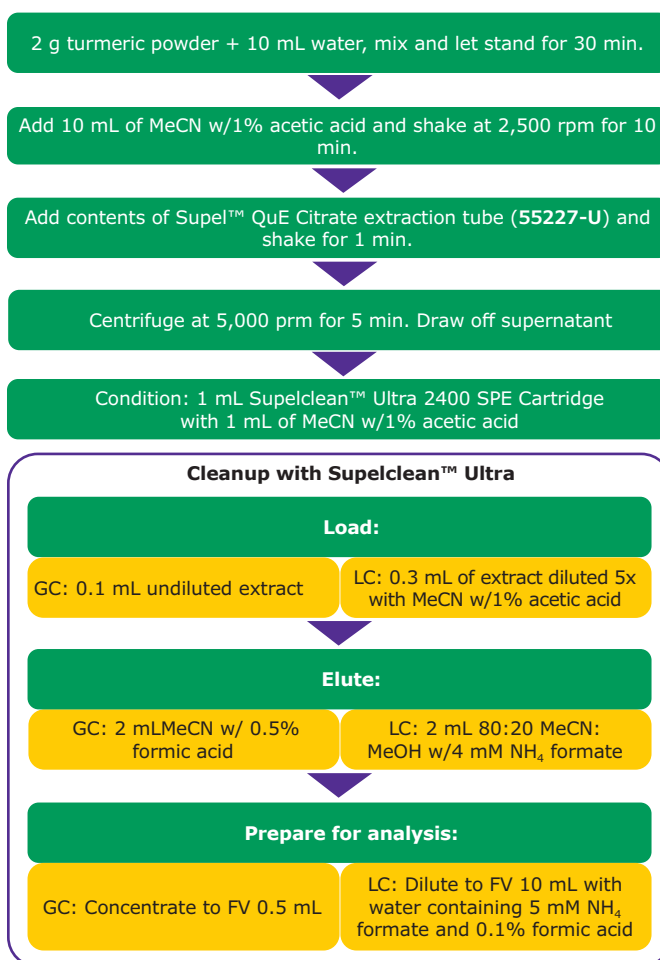 2 g turmeric powder + 10 mL water, mix and let stand for 30 min.
Add 10 mL of MeCN w/1% acetic acid and shake at 2,500 rpm for 10
min.
Add contents of Supel™ QuE Citrate extraction tube (55227-U) and
shake for 1 min.
Centrifuge at 5,000 prm for 5 min. Draw off supernatant
Condition: 1 mL Supelclean™ Ultra 2400 SPE Cartridge
with 1 mL of MeCN w/1% acetic acid
Cleanup with Supelclean™ Ultra
Load:
GC: 0.1 mL undiluted extract
LC: 0.3 mL of extract diluted 5x
with MeCN w/1% acetic acid
Elute:
GC: 2 mLMeCN w/ 0.5%
formic acid
LC: 2 mL 80:20 MeCN:
MeOH w/4 mM NH₄ formate
Prepare for analysis:
GC: Concentrate to FV 0.5 mL
LC: Dilute to FV 10 mL with
water containing 5 mM NH₄
formate and 0.1% formic acid